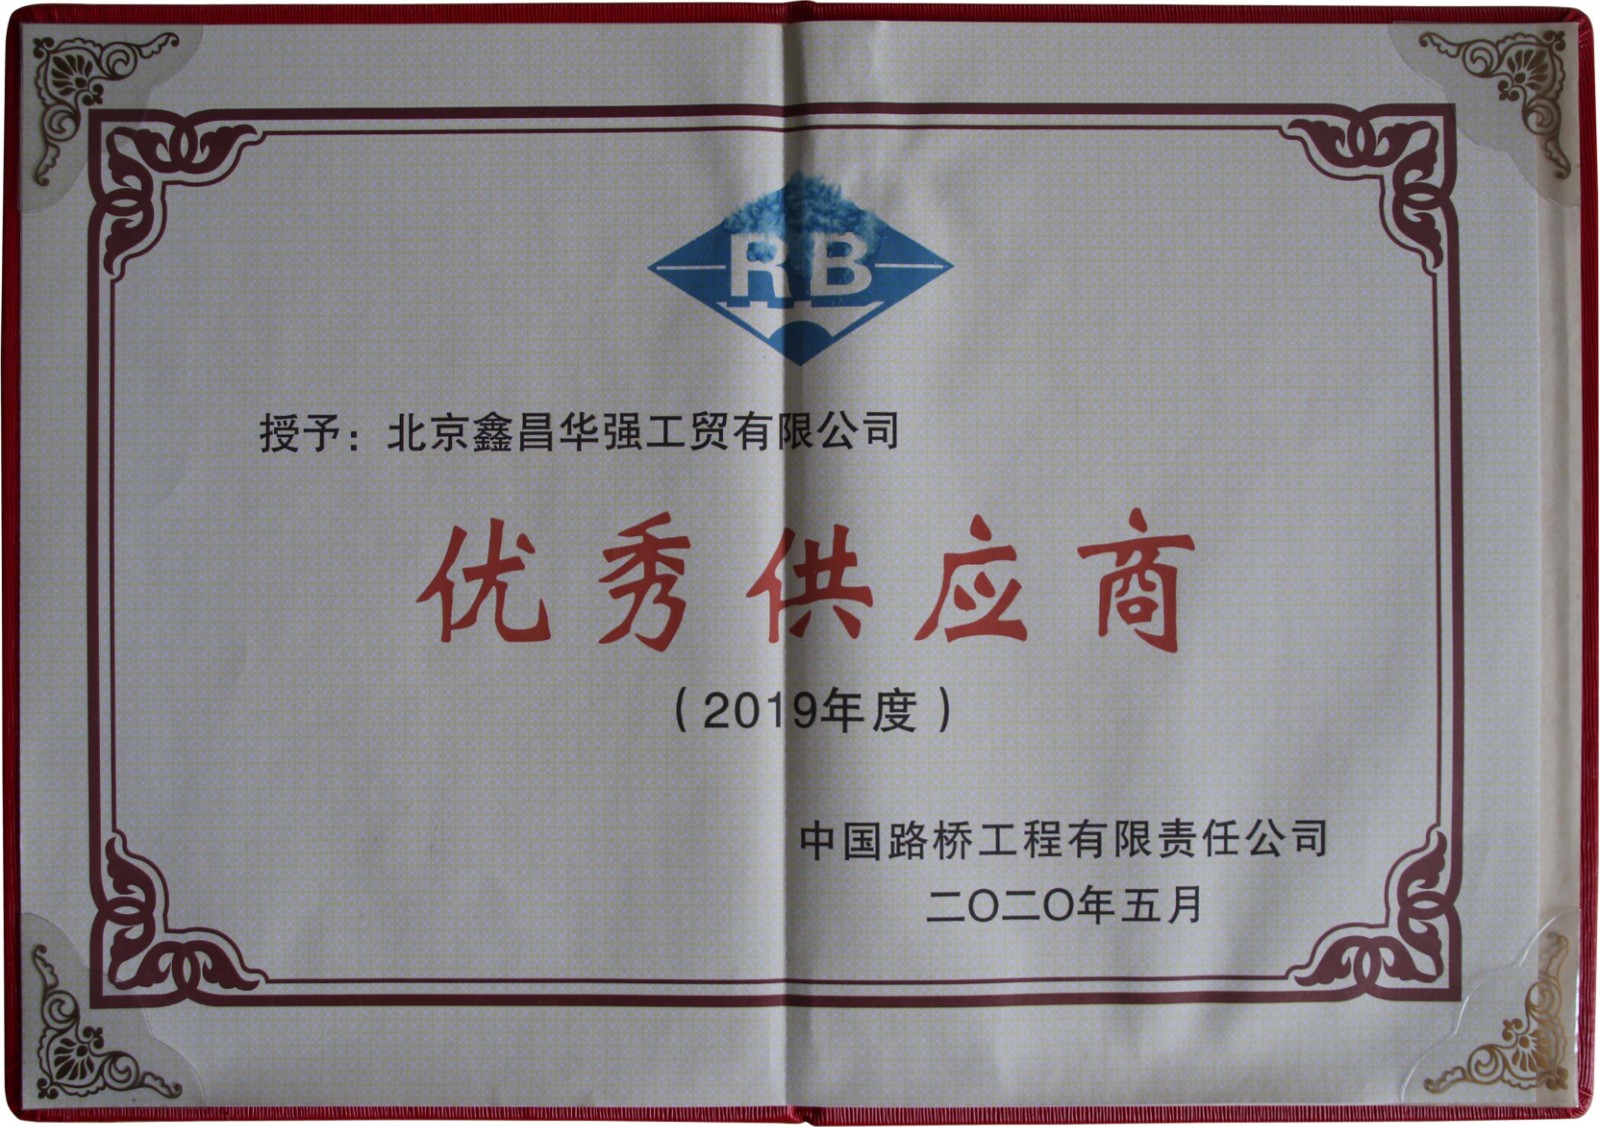 RB
授予：北京鑫昌华强工贸有限公司
优秀供应商
（2019年度）
中国路桥工程有限责任公司
二〇二〇年五月